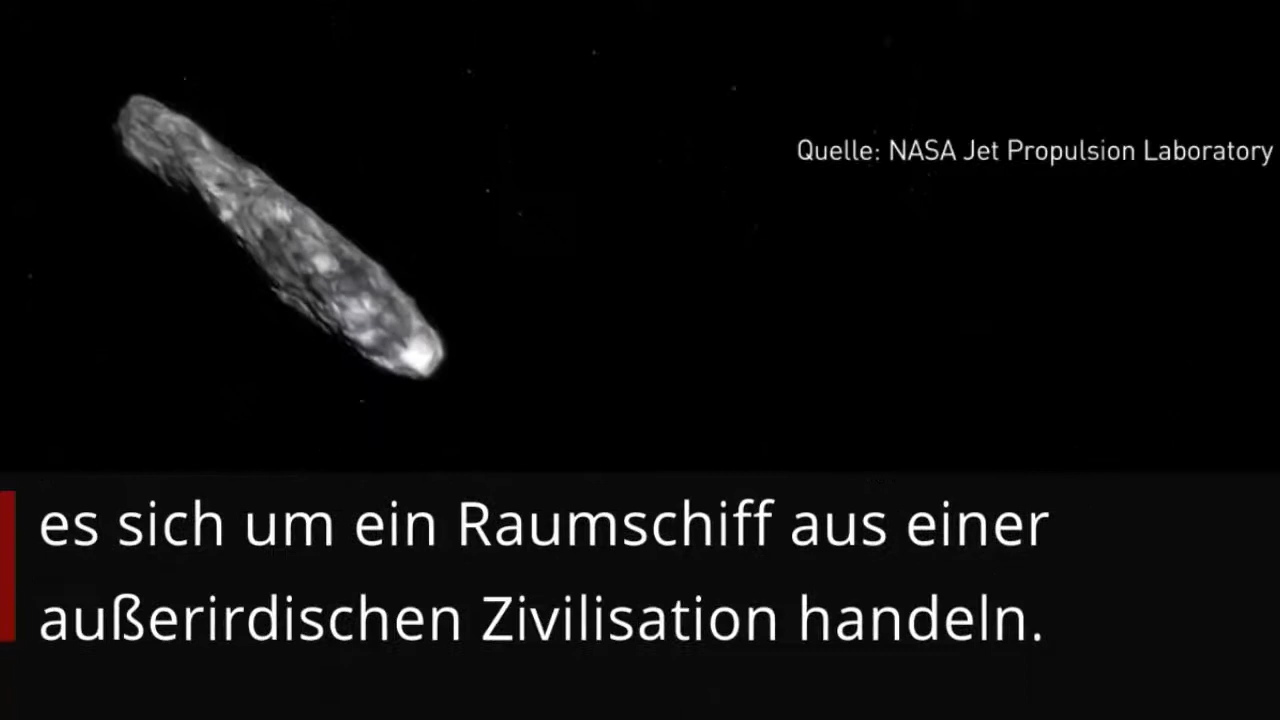 Quelle: NASA Jet Propulsion Laboratory
es sich um ein Raumschiff aus einer
außerirdischen Zivilisation handeln.